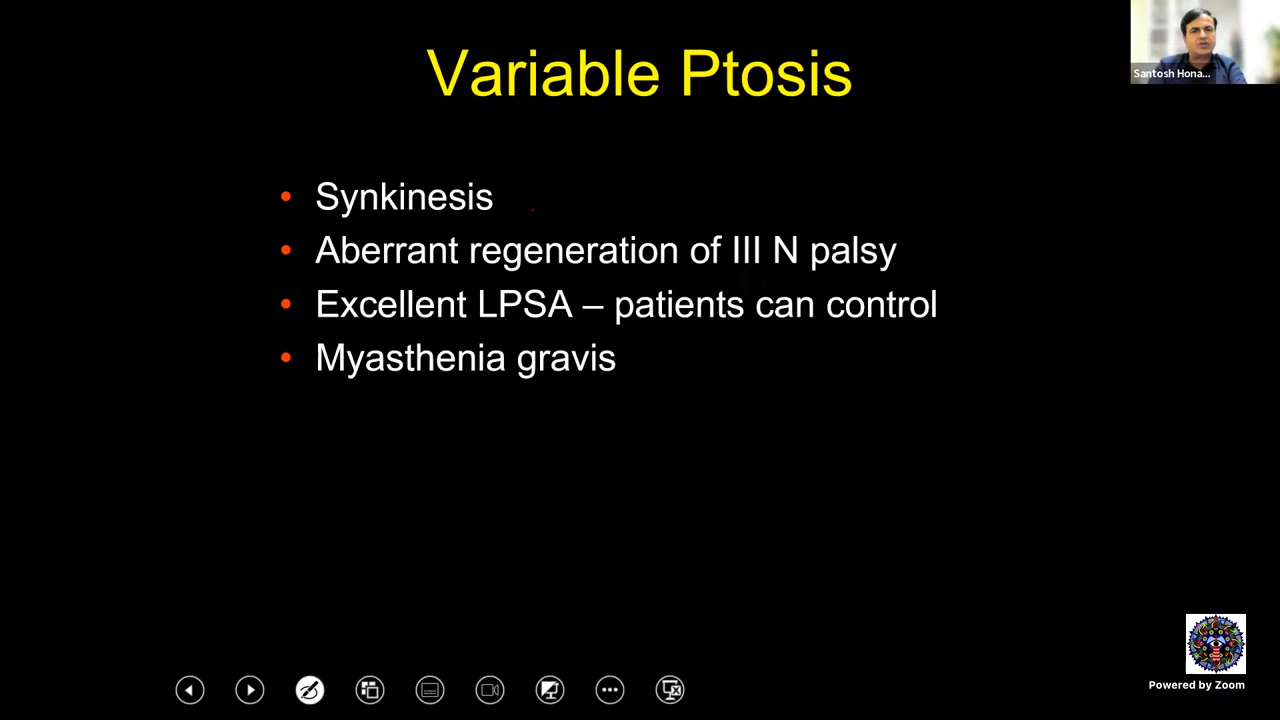 Variable Ptosis
Santosh Hona...
• Synkinesis
• Aberrant regeneration of III N palsy
• Excellent LPSA – patients can control
• Myasthenia gravis
Powered by Zoom